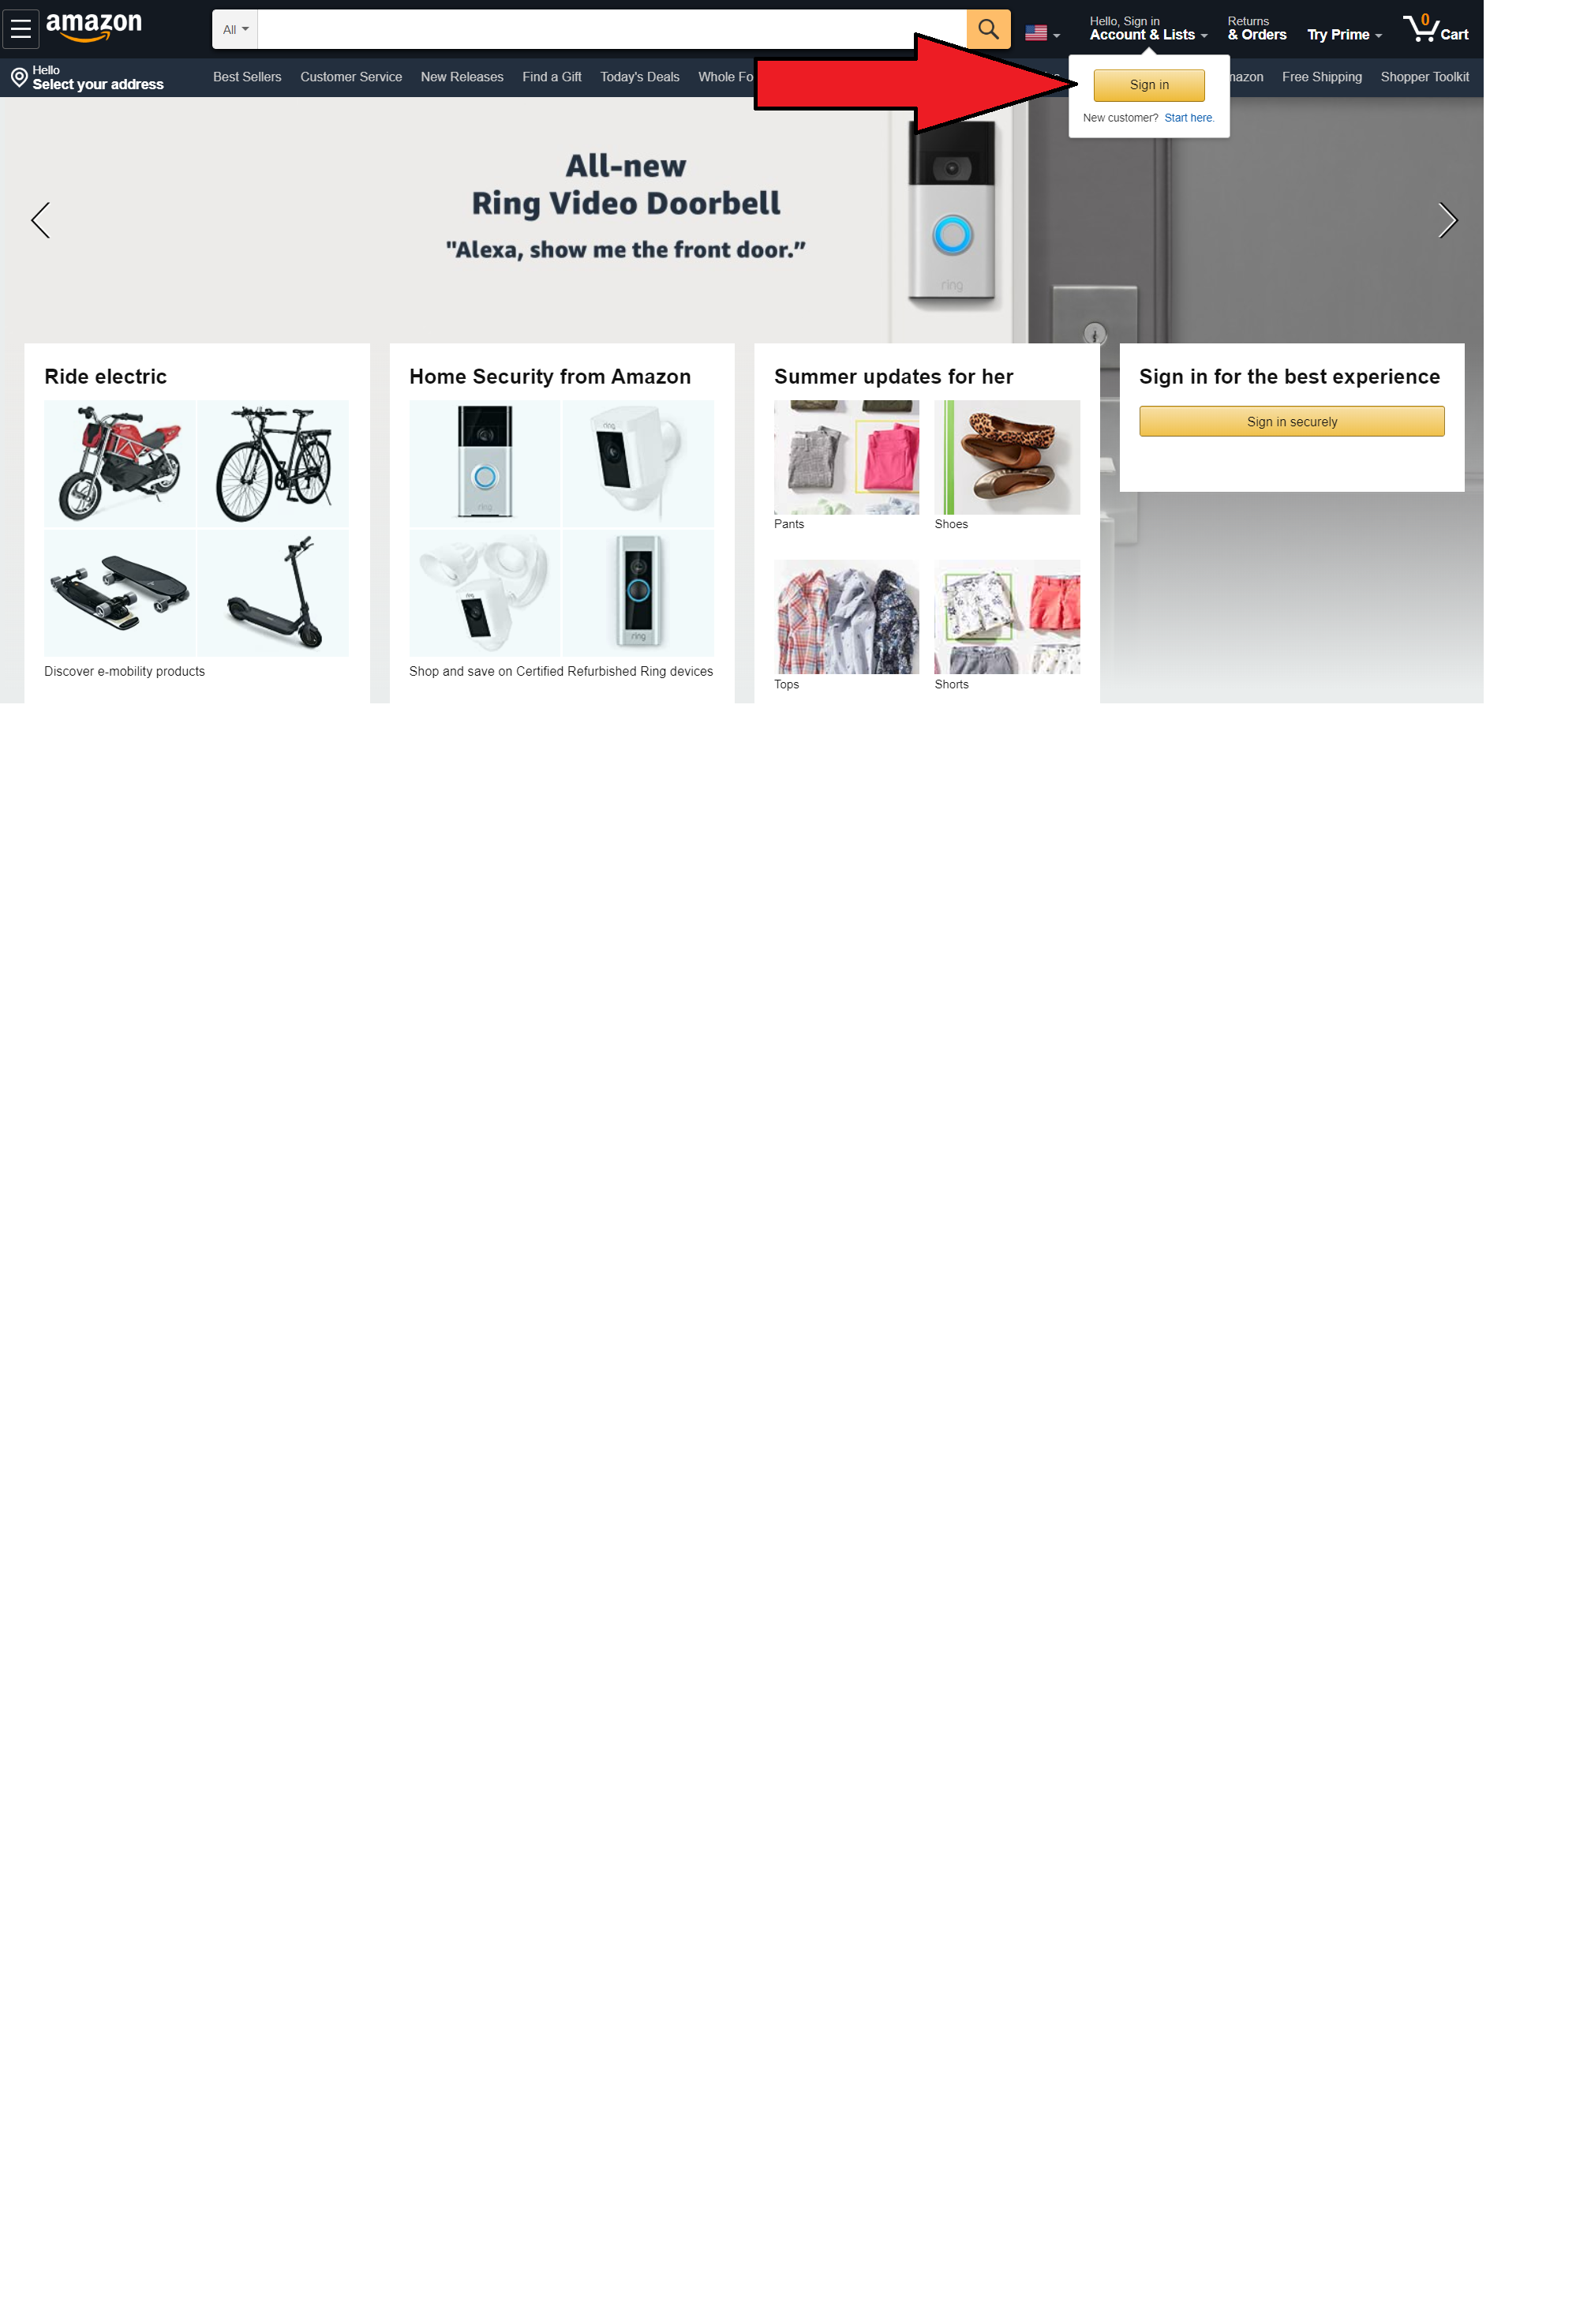 amazon
All
Hello, Sign in
Account & Lists
Returns
& Orders
Try Prime
0
Cart
Hello
Select your address
Best Sellers Customer Service New Releases Find a Gift Today's Deals Whole Free Shipping Shopper Toolkit
Sign in
New customer? Start here.
All-new
Ring Video Doorbell
"Alexa, show me the front door.”
ring
Ride electric
Discover e-mobility products
Home Security from Amazon
ring
ring
ring
ring
Shop and save on Certified Refurbished Ring devices
Summer updates for her
Pants
Shoes
Tops
Shorts
Sign in for the best experience
Sign in securely